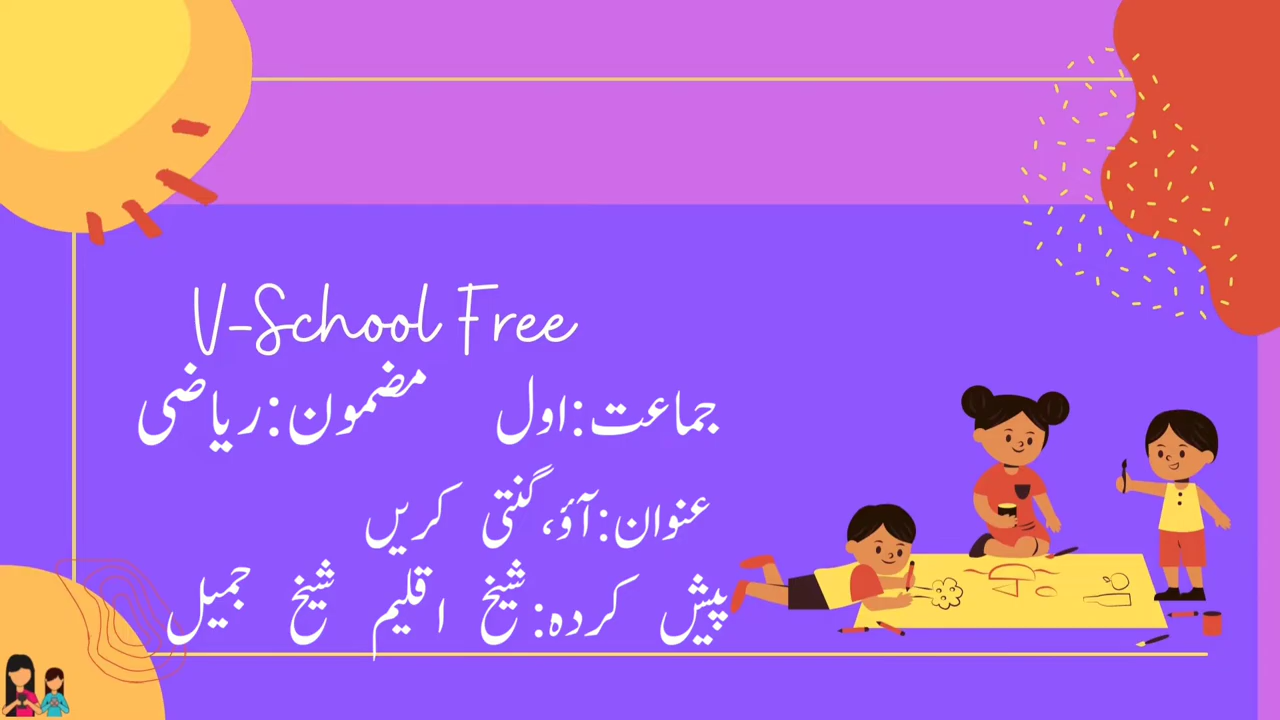 V-School Free
جماعت:اول مضمون:ریاضی
عنوان:آؤ،گنتی کریں
پیش کردہ:شیخ اقلیم شیخ جمیل